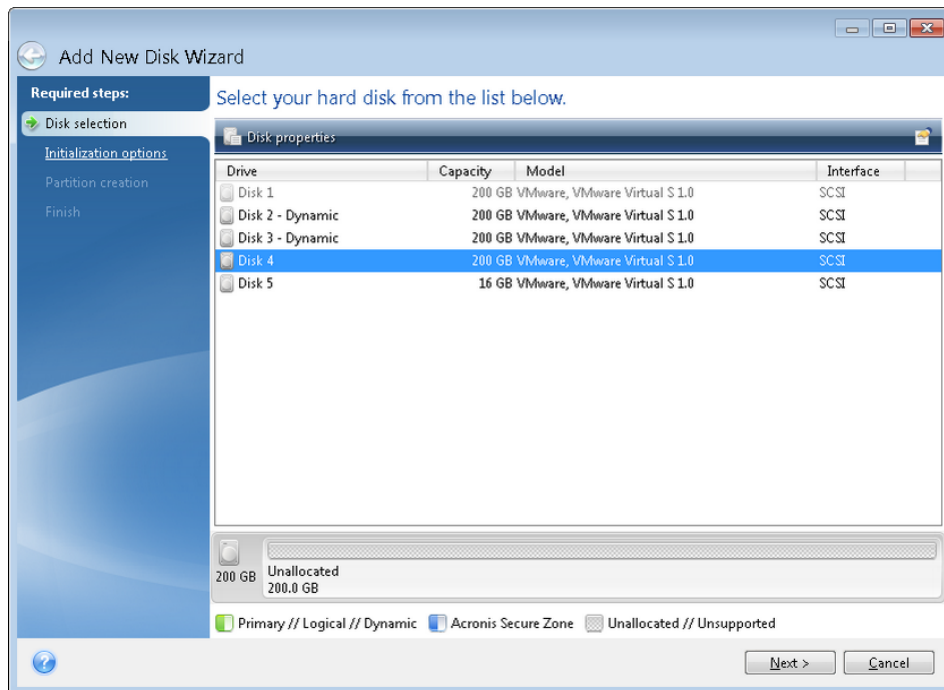 Add New Disk Wizard
Required steps:
Disk selection
Initialization options
Partition creation
Finish
Select your hard disk from the list below.
Disk properties
Drive Capacity Model Interface
Disk 1 200 GB VMware, VMware Virtual S 1.0 SCSI
Disk 2 - Dynamic 200 GB VMware, VMware Virtual S 1.0 SCSI
Disk 3 - Dynamic 200 GB VMware, VMware Virtual S 1.0 SCSI
Disk 4 200 GB VMware, VMware Virtual S 1.0 SCSI
Disk 5 16 GB VMware, VMware Virtual S 1.0 SCSI
200 GB
Unallocated
200.0 GB
Primary // Logical // Dynamic Acronis Secure Zone Unallocated // Unsupported
Next > Cancel